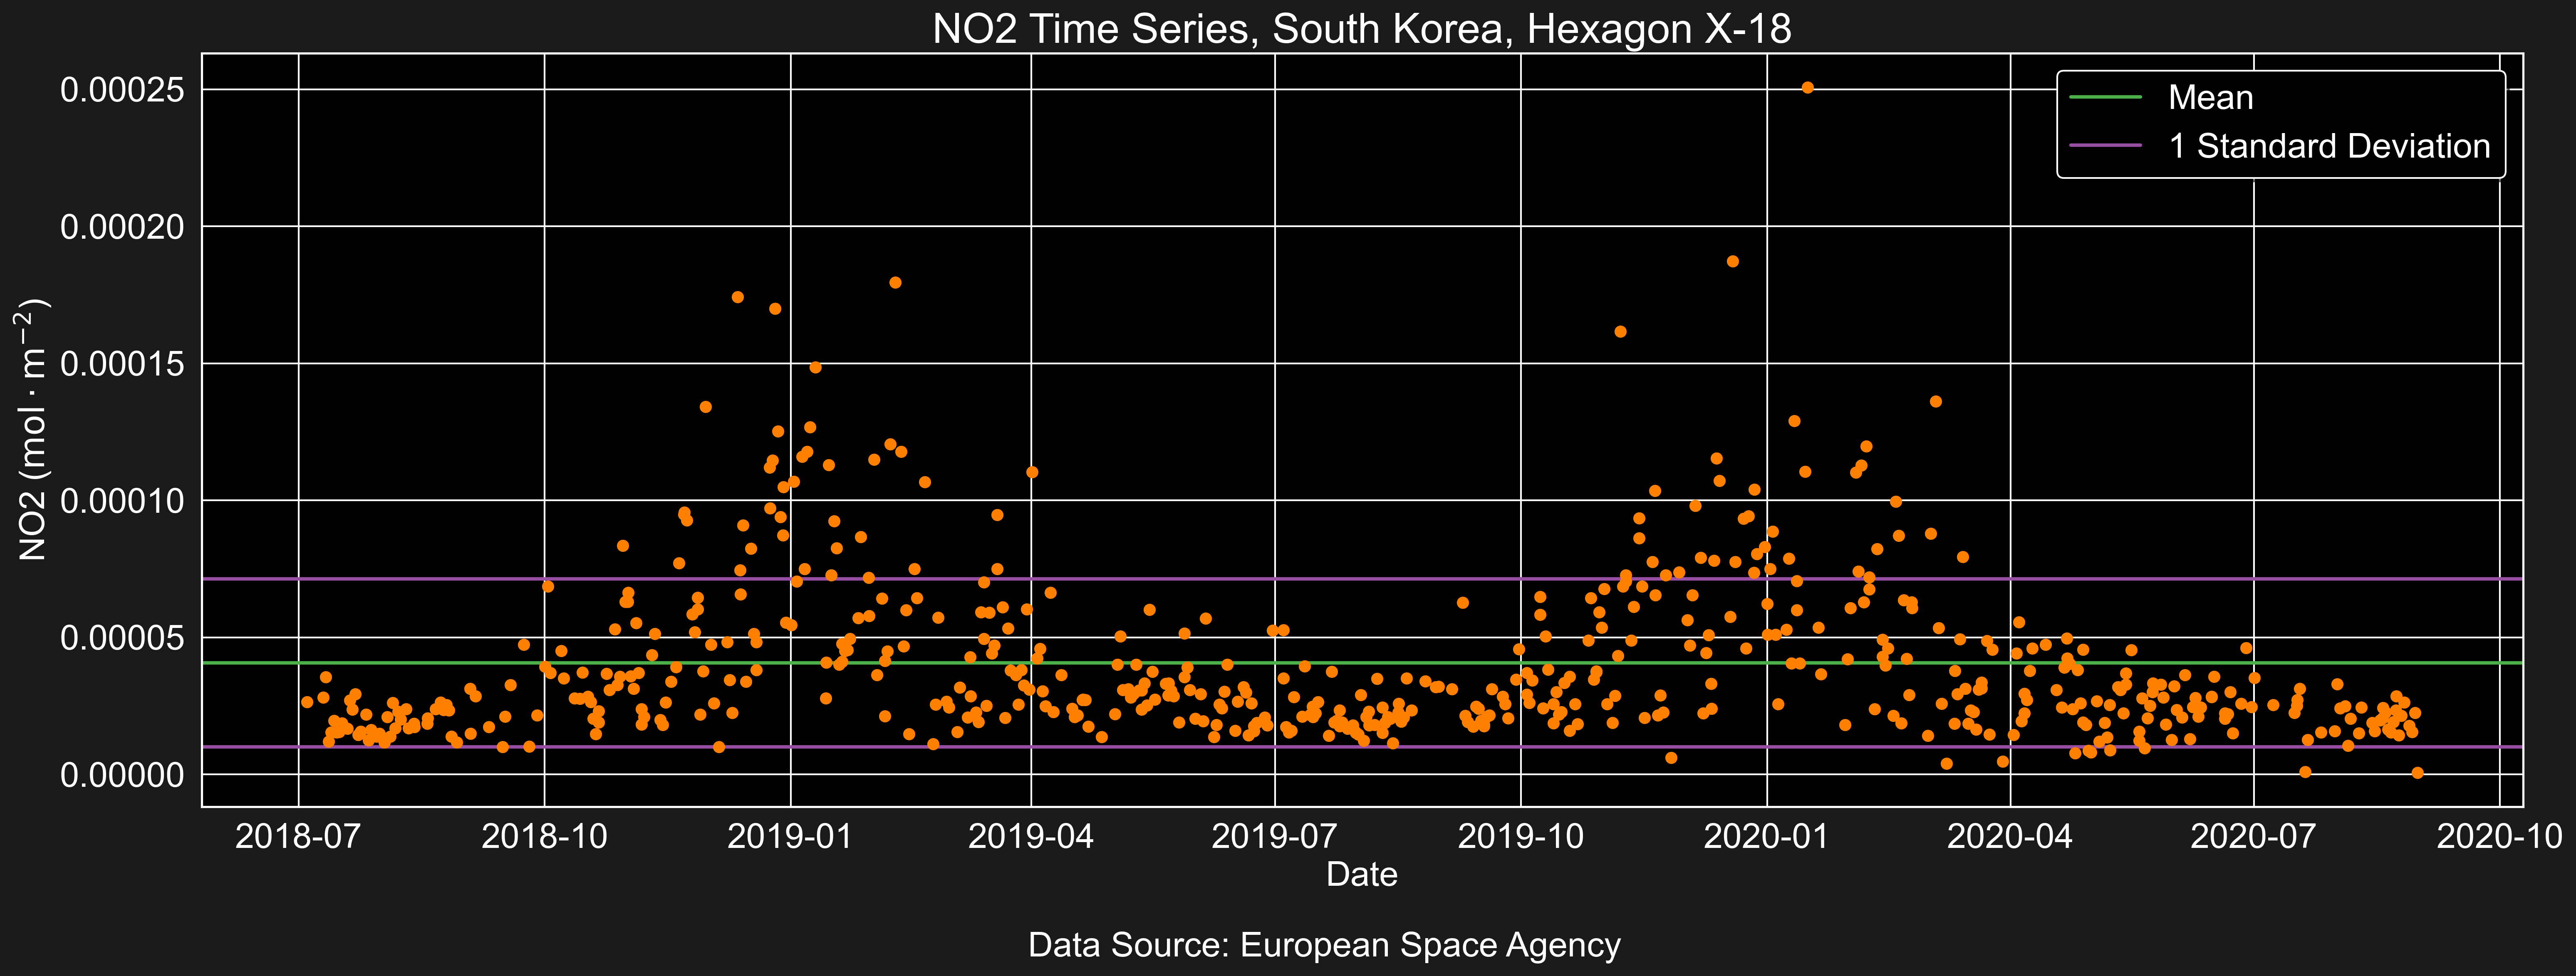 NO2 Time Series, South Korea, Hexagon X-18
Mean
1 Standard Deviation
NO2 (mol · m⁻²)
0.00025
0.00020
0.00015
0.00010
0.00005
0.00000
2018-07 2018-10 2019-01 2019-04 2019-07 2019-10 2020-01 2020-04 2020-07 2020-10
Date
Data Source: European Space Agency